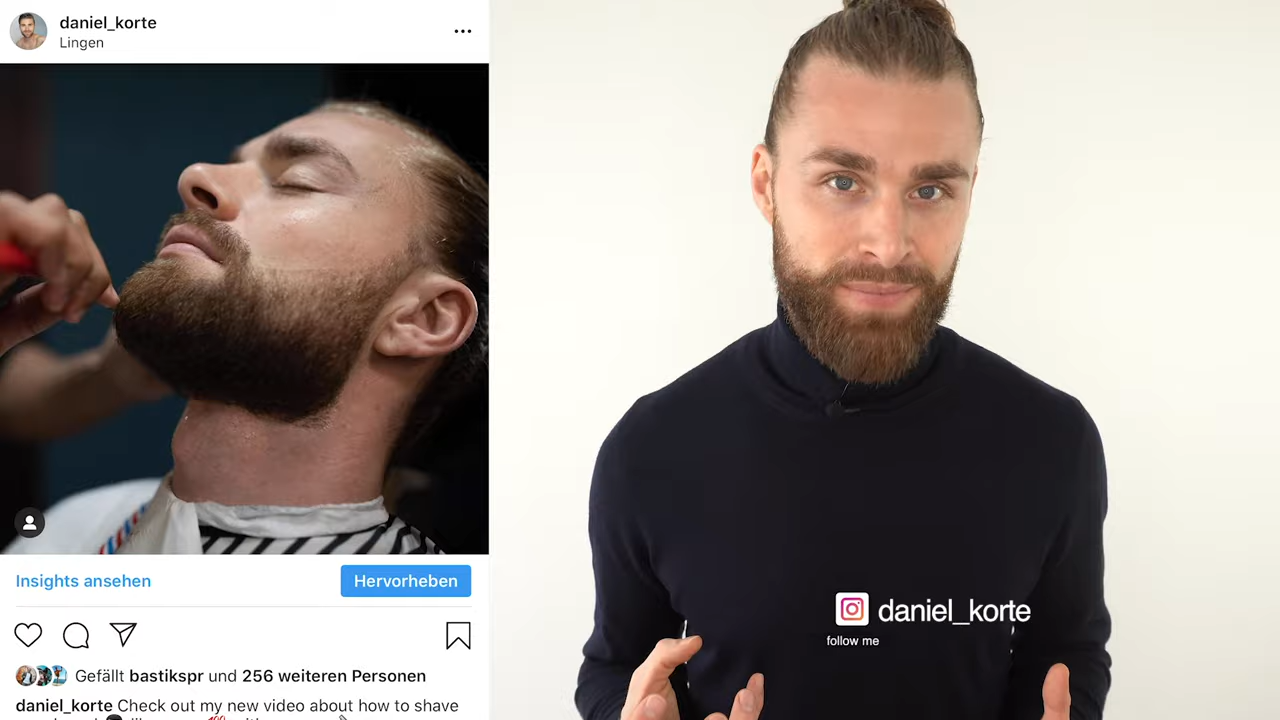 daniel_korte
Lingen
Insights ansehen
Hervorheben
Gefällt bastikspr und 256 weiteren Personen
daniel_korte Check out my new video about how to shave
daniel_korte
follow me